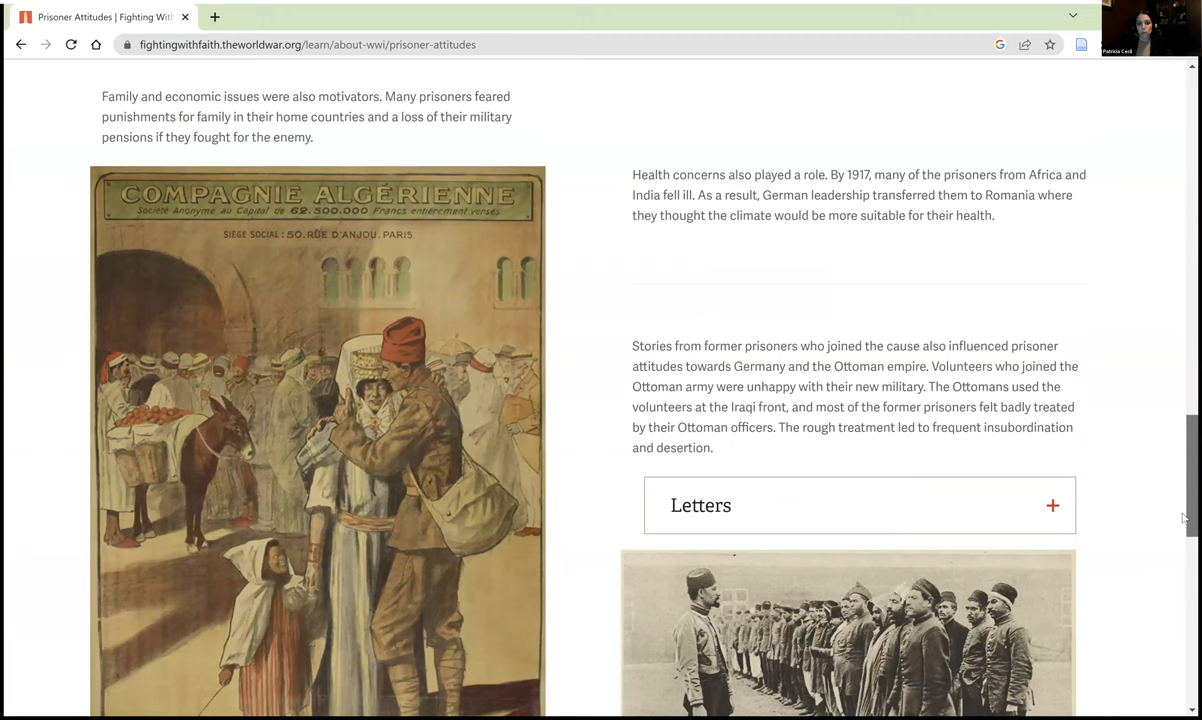 Prisoner Attitudes | Fighting With
fightingwithfaith.theworldwar.org/learn/about-wwi/prisoner-attitudes
Patricia Cecil
Family and economic issues were also motivators. Many prisoners feared
punishments for family in their home countries and a loss of their military
pensions if they fought for the enemy.
COMPAGNIE ALGÉRIENNE
Société Anonyme au Capital de 62.500.000 Francs entièrement versés
SIÈGE SOCIAL : 50. RUE D'ANJOU. PARIS
Health concerns also played a role. By 1917, many of the prisoners from Africa and
India fell ill. As a result, German leadership transferred them to Romania where
they thought the climate would be more suitable for their health.
Stories from former prisoners who joined the cause also influenced prisoner
attitudes towards Germany and the Ottoman empire. Volunteers who joined the
Ottoman army were unhappy with their new military. The Ottomans used the
volunteers at the Iraqi front, and most of the former prisoners felt badly treated
by their Ottoman officers. The rough treatment led to frequent insubordination
and desertion.
Letters +